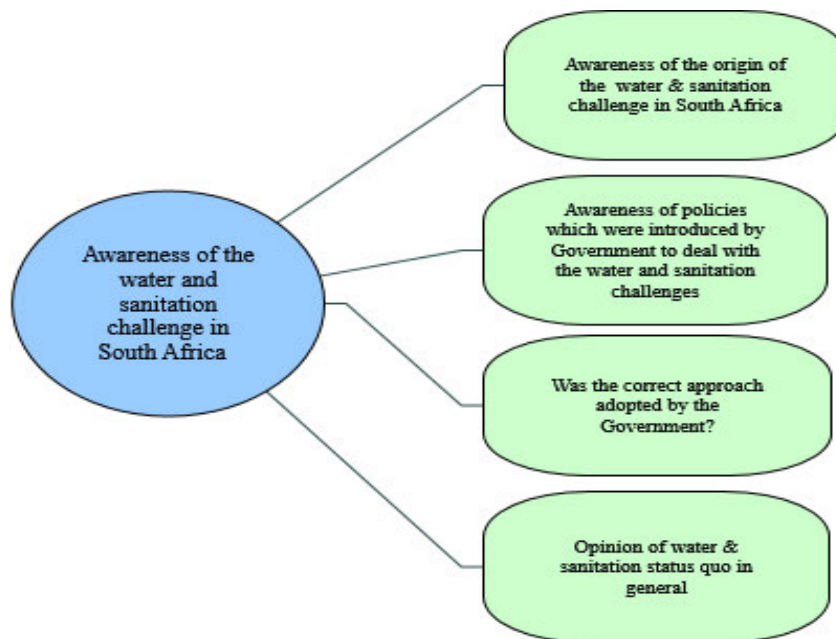 Awareness of the origin of
the water & sanitation
challenge in South Africa
Awareness of the
water and
sanitation
challenge in
South Africa
Awareness of policies
which were introduced by
Government to deal with
the water and sanitation
challenges
Was the correct approach
adopted by the
Government?
Opinion of water &
sanitation status quo in
general